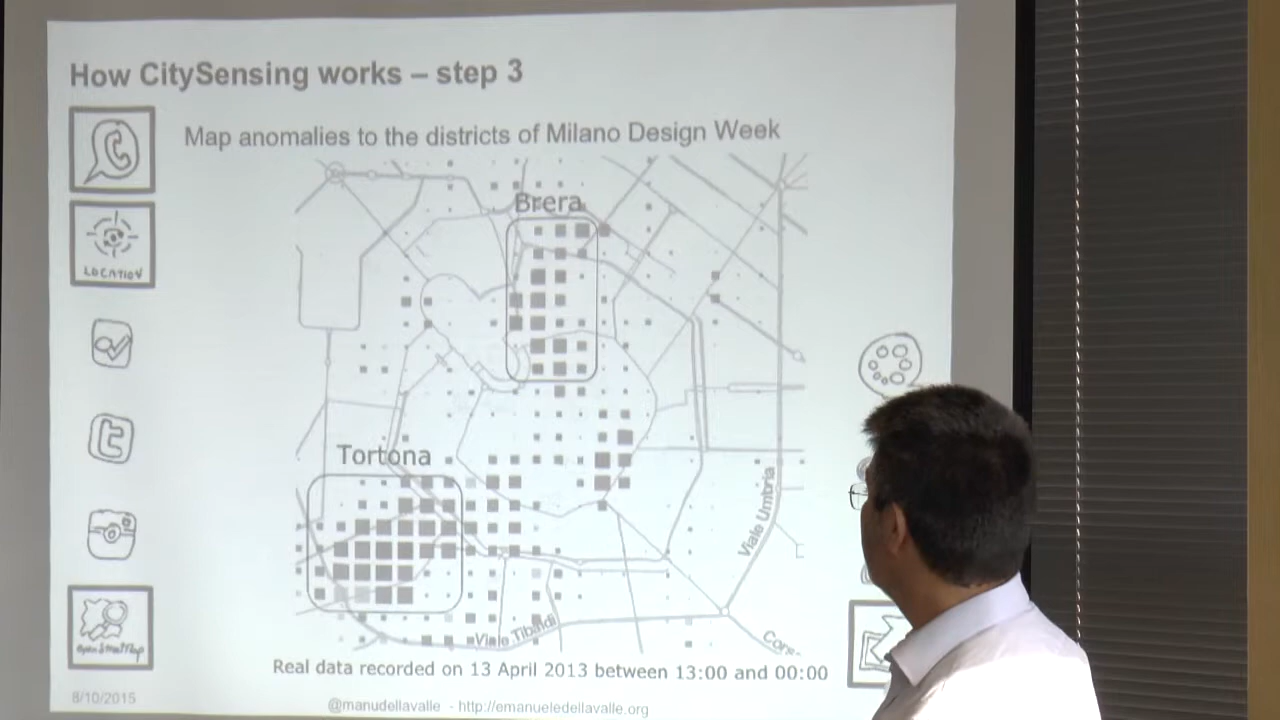 How CitySensing works – step 3
Map anomalies to the districts of Milano Design Week
LOCATION
Brera
Tortona
Viale Umbria
Viale Tibaldi
Real data recorded on 13 April 2013 between 13:00 and 00:00
8/10/2015
@manudellavalle - http://emanueledellavalle.org